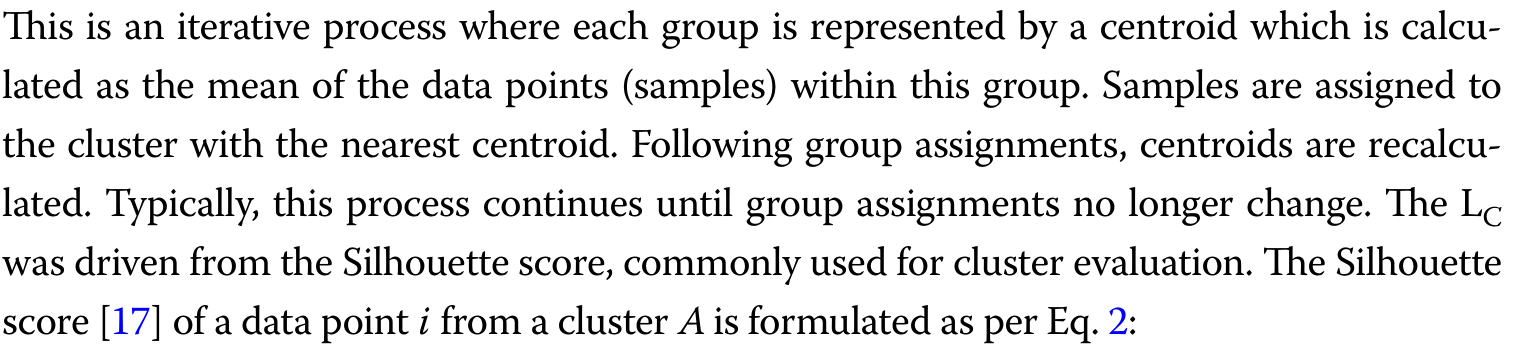 This is an iterative process where each group is represented by a centroid which is calcu-
lated as the mean of the data points (samples) within this group. Samples are assigned to
the cluster with the nearest centroid. Following group assignments, centroids are recalcu-
lated. Typically, this process continues until group assignments no longer change. The L_C
was driven from the Silhouette score, commonly used for cluster evaluation. The Silhouette
score [17] of a data point i from a cluster A is formulated as per Eq. 2: